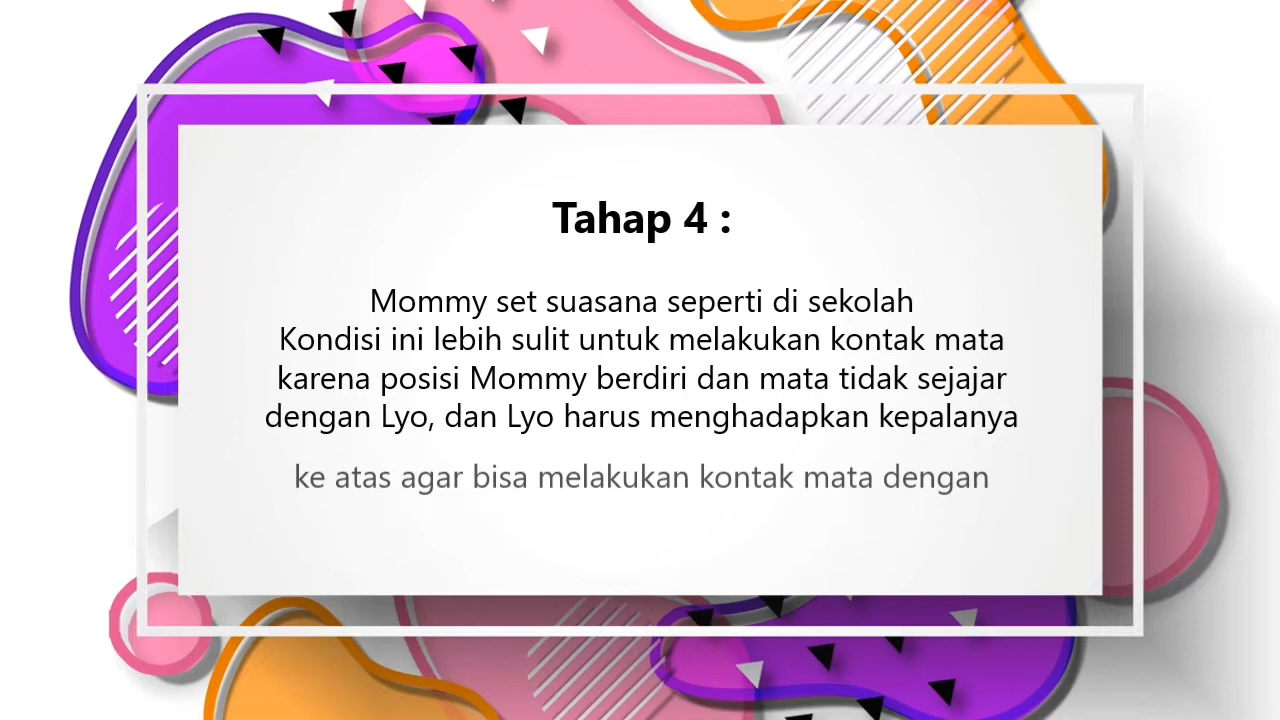 Tahap 4 :
Mommy set suasana seperti di sekolah
Kondisi ini lebih sulit untuk melakukan kontak mata
karena posisi Mommy berdiri dan mata tidak sejajar
dengan Lyo, dan Lyo harus menghadapkan kepalanya
ke atas agar bisa melakukan kontak mata dengan